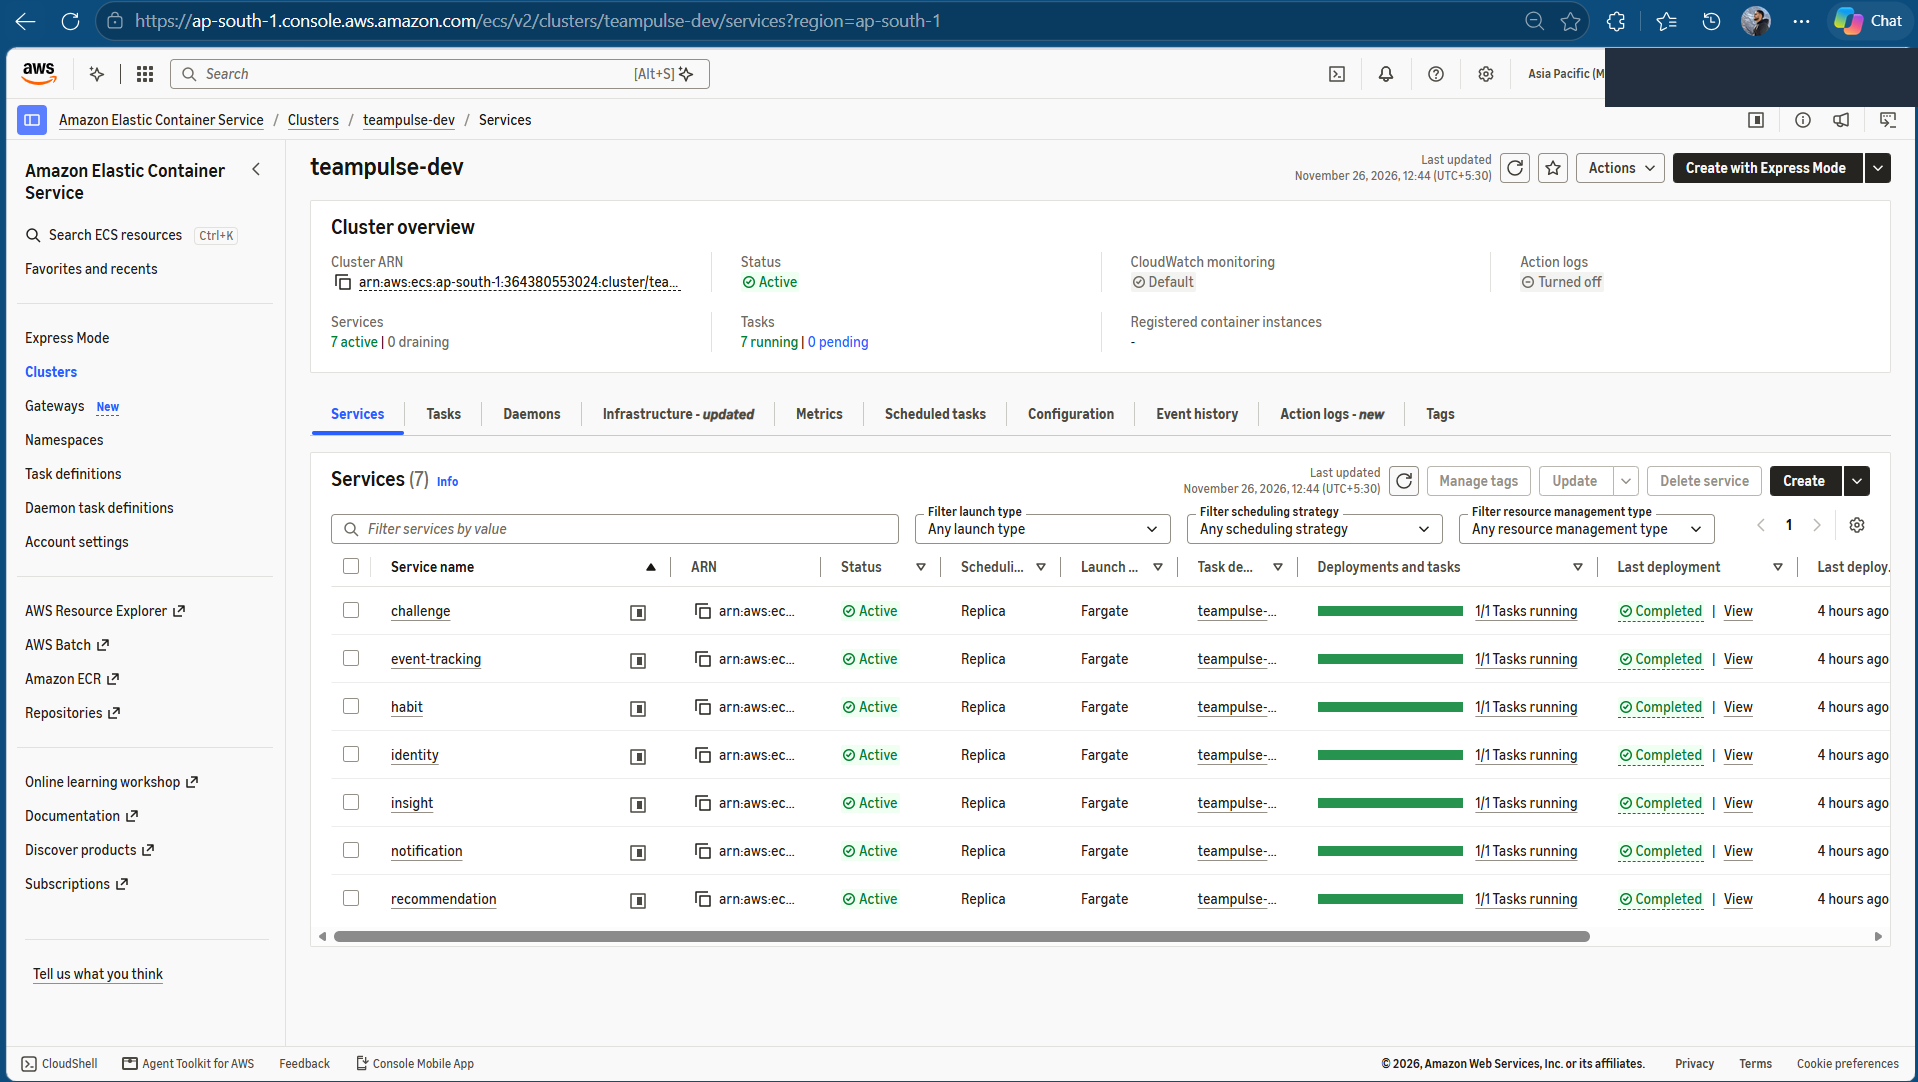 https://ap-south-1.console.aws.amazon.com/ecs/v2/clusters/teampulse-dev/services?region=ap-south-1
Chat
aws
Search
[Alt+S]
Asia Pacific (M
Amazon Elastic Container Service / Clusters / teampulse-dev / Services
Amazon Elastic Container Service
Search ECS resources Ctrl+K
Favorites and recents
Express Mode
Clusters
Gateways New
Namespaces
Task definitions
Daemon task definitions
Account settings
AWS Resource Explorer
AWS Batch
Amazon ECR
Repositories
Online learning workshop
Documentation
Discover products
Subscriptions
Tell us what you think
teampulse-dev
Last updated
November 26, 2026, 12:44 (UTC+5:30)
Actions
Create with Express Mode
Cluster overview
Cluster ARN
arn:aws:ecs:ap-south-1:364380553024:cluster/tea...
Status
Active
CloudWatch monitoring
Default
Action logs
Turned off
Services
7 active | 0 draining
Tasks
7 running | 0 pending
Registered container instances
-
Services Tasks Daemons Infrastructure - updated Metrics Scheduled tasks Configuration Event history Action logs - new Tags
Services (7) Info
Last updated
November 26, 2026, 12:44 (UTC+5:30)
Manage tags Update Delete service Create
Filter services by value
Filter launch type
Any launch type
Filter scheduling strategy
Any scheduling strategy
Filter resource management type
Any resource management type
1
Service name ARN Status Scheduli... Launch ... Task de... Deployments and tasks Last deployment Last deploy.
challenge arn:aws:ec... Active Replica Fargate teampulse-... 1/1 Tasks running Completed | View 4 hours ago
event-tracking arn:aws:ec... Active Replica Fargate teampulse-... 1/1 Tasks running Completed | View 4 hours ago
habit arn:aws:ec... Active Replica Fargate teampulse-... 1/1 Tasks running Completed | View 4 hours ago
identity arn:aws:ec... Active Replica Fargate teampulse-... 1/1 Tasks running Completed | View 4 hours ago
insight arn:aws:ec... Active Replica Fargate teampulse-... 1/1 Tasks running Completed | View 4 hours ago
notification arn:aws:ec... Active Replica Fargate teampulse-... 1/1 Tasks running Completed | View 4 hours ago
recommendation arn:aws:ec... Active Replica Fargate teampulse-... 1/1 Tasks running Completed | View 4 hours ago
CloudShell Agent Toolkit for AWS Feedback Console Mobile App
© 2026, Amazon Web Services, Inc. or its affiliates. Privacy Terms Cookie preferences